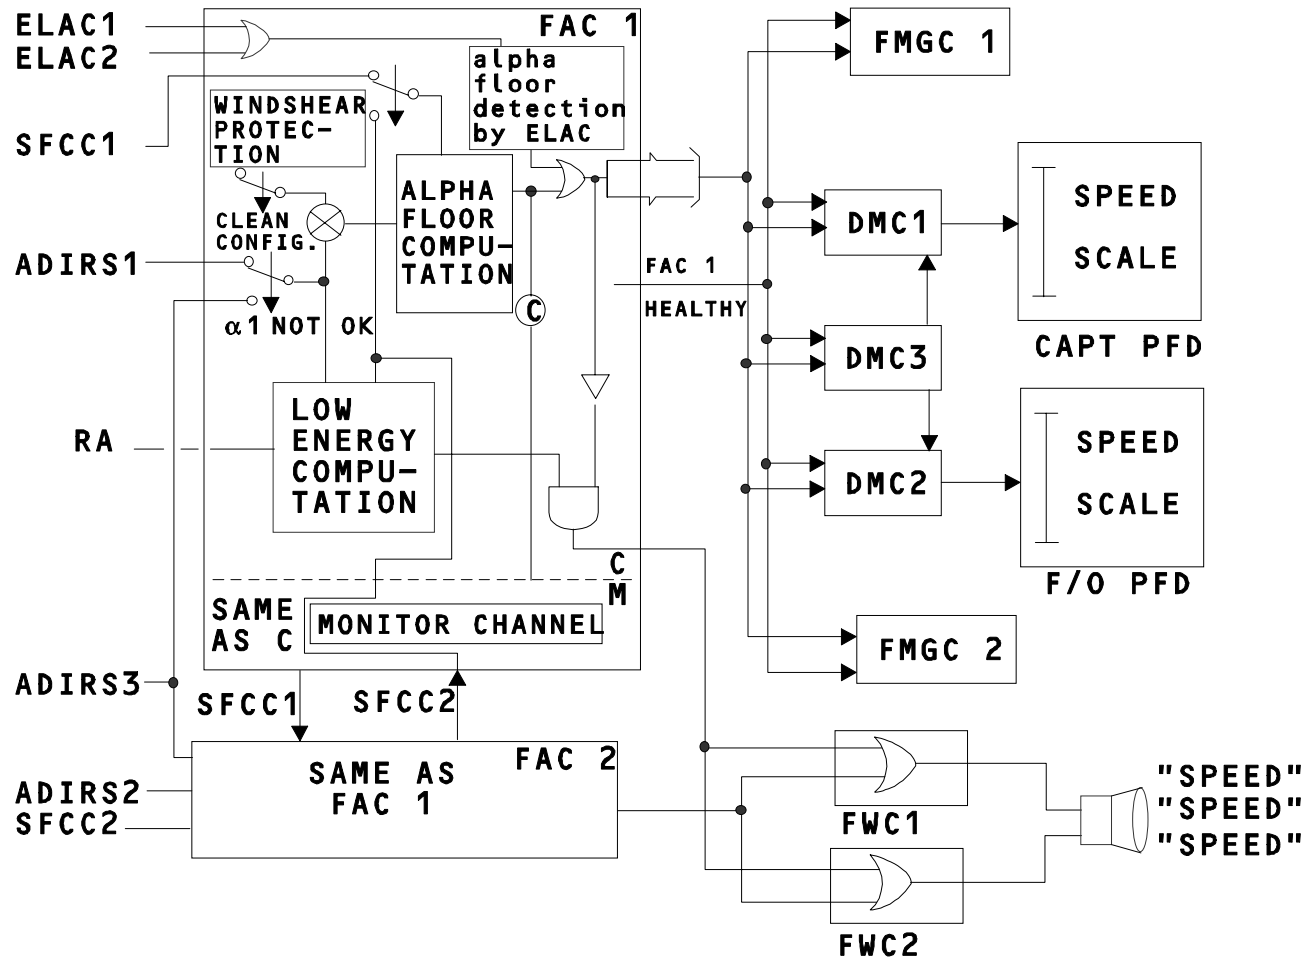 ELAC1
ELAC2
FAC 1
alpha
floor
detection
by ELAC
FMGC 1
WINDSHEAR
PROTEC-
TION
SFCC1
ALPHA
FLOOR
COMPU-
TATION
CLEAN
CONFIG.
SPEED
SCALE
DMC1
ADIRS1
FAC 1
HEALTHY
C
α1 NOT OK
CAPT PFD
DMC3
LOW
ENERGY
COMPU-
TATION
RA
DMC2
SPEED
SCALE
F/O PFD
C
M
SAME
AS C
MONITOR CHANNEL
FMGC 2
ADIRS3
SFCC1
SFCC2
FAC 2
SAME AS
FAC 1
ADIRS2
SFCC2
FWC1
"SPEED"
"SPEED"
"SPEED"
FWC2